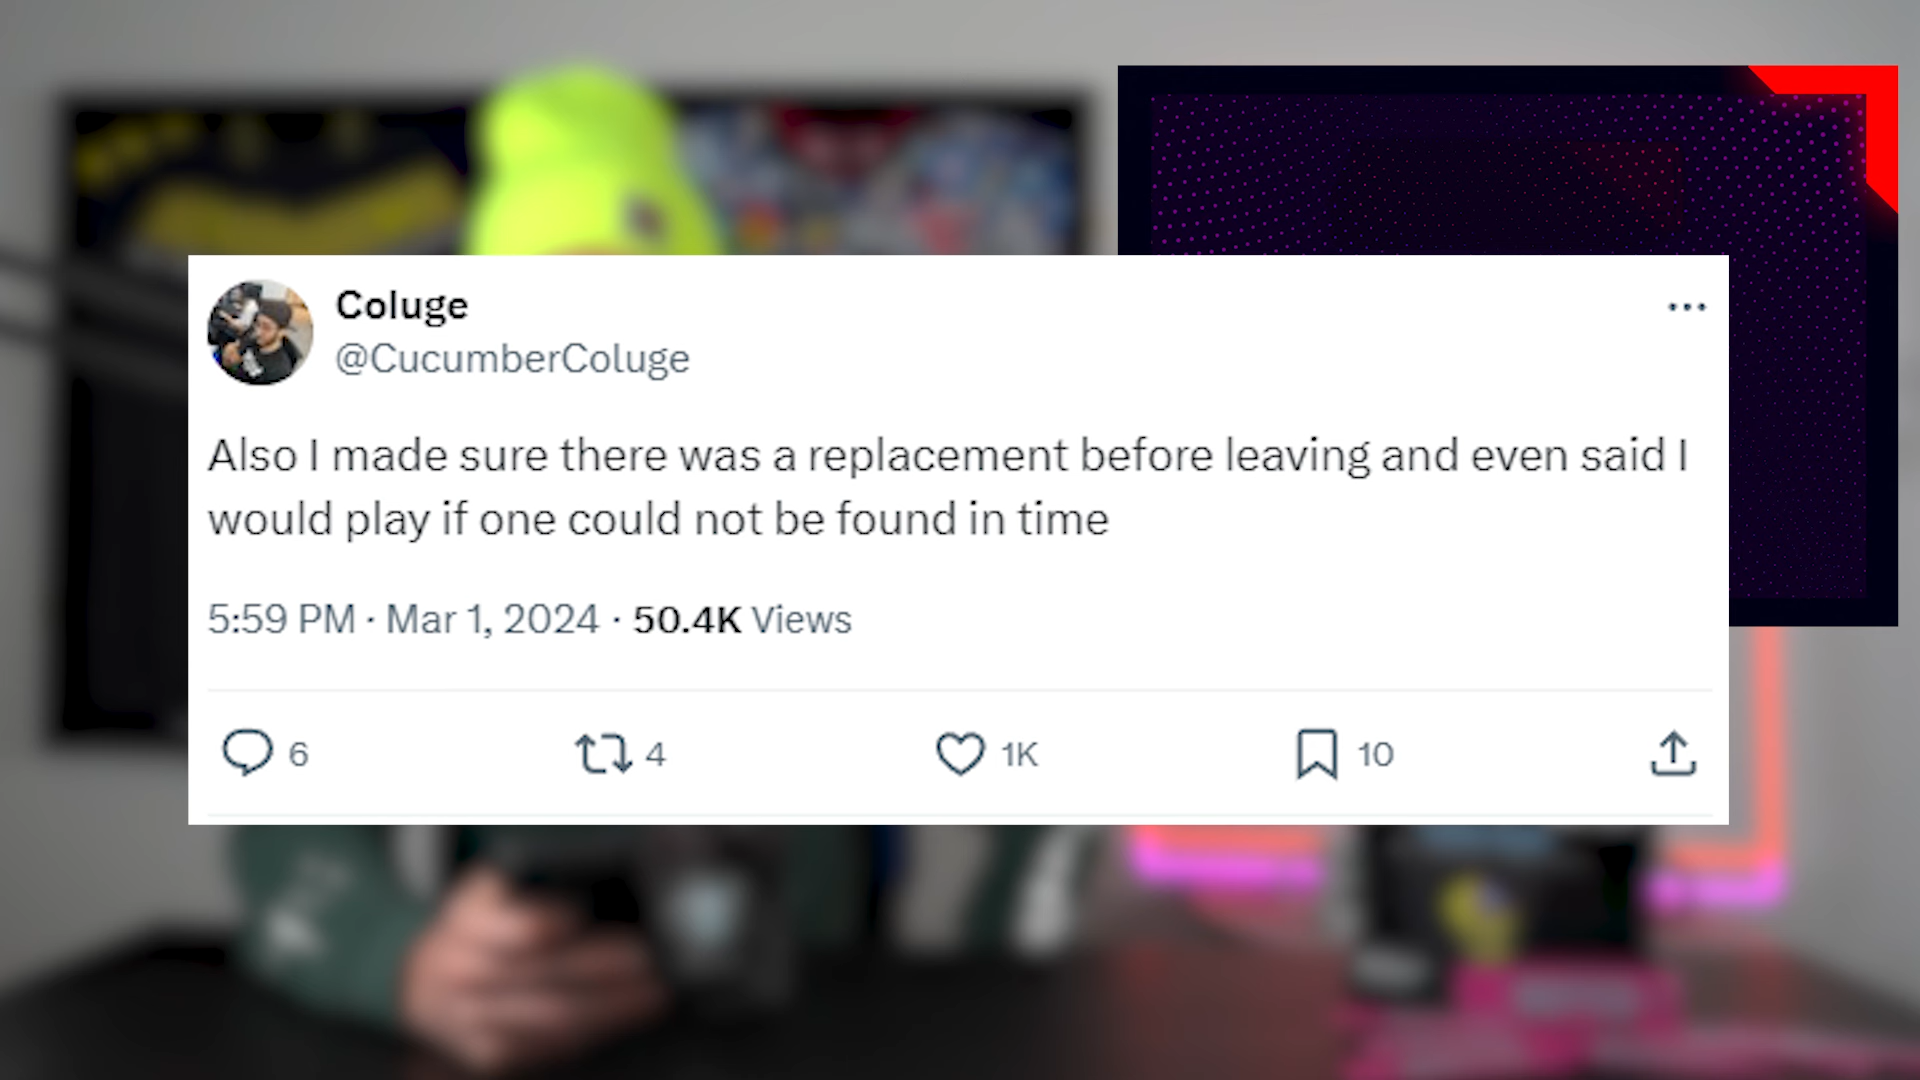 Coluge
@CucumberColuge
Also I made sure there was a replacement before leaving and even said I
would play if one could not be found in time
5:59 PM · Mar 1, 2024 · 50.4K Views
6 4 1K 10